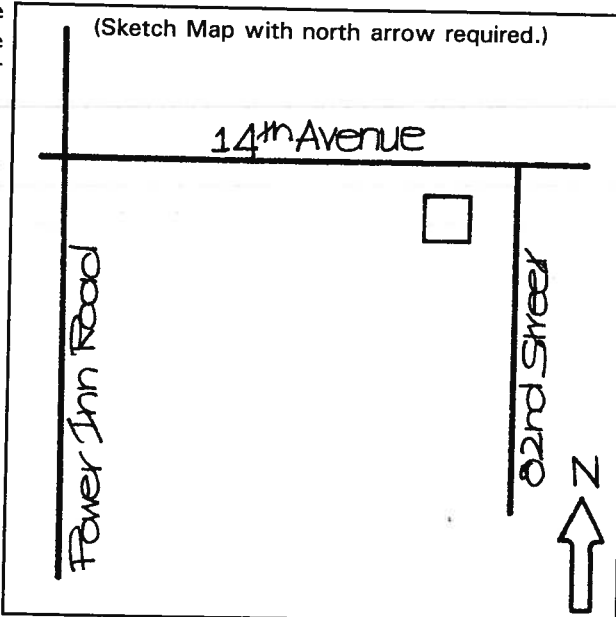 (Sketch Map with north arrow required.)
14th Avenue
Power Inn Road
82nd Street
N